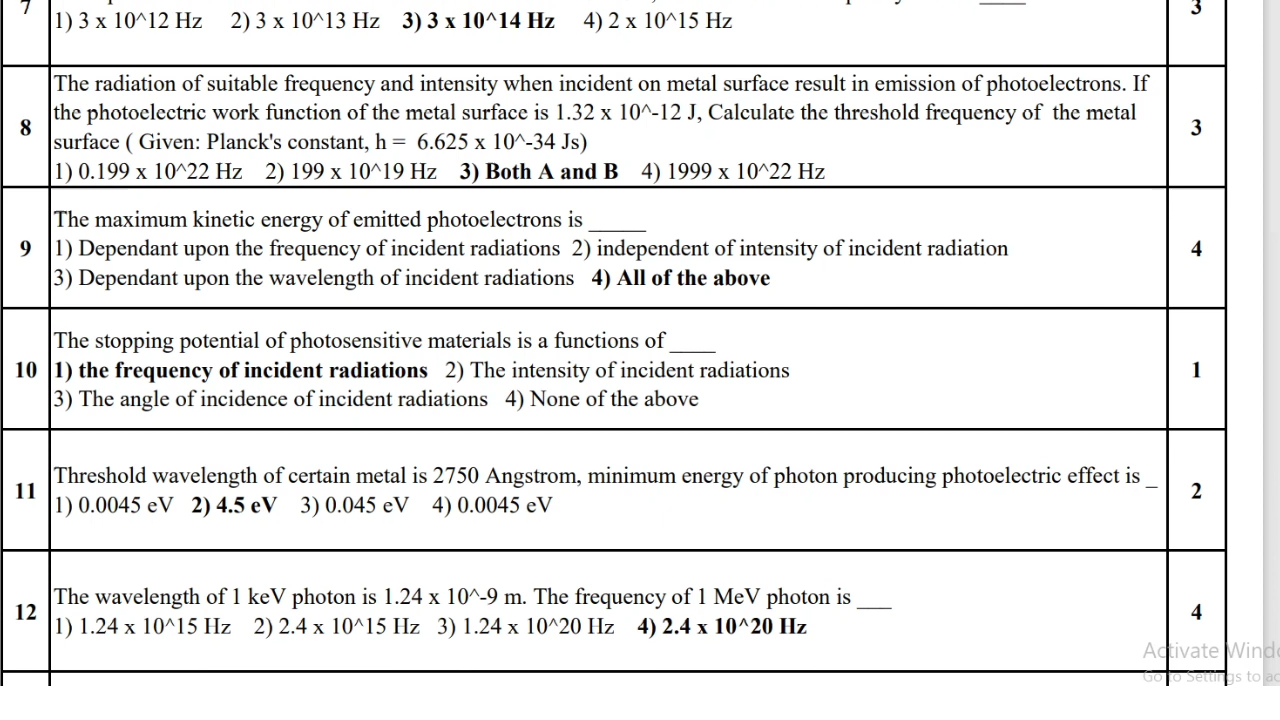 7
1) 3 x 10^12 Hz 2) 3 x 10^13 Hz 3) 3 x 10^14 Hz 4) 2 x 10^15 Hz
3
The radiation of suitable frequency and intensity when incident on metal surface result in emission of photoelectrons. If
the photoelectric work function of the metal surface is 1.32 x 10^-12 J, Calculate the threshold frequency of the metal
8
surface ( Given: Planck's constant, h = 6.625 x 10^-34 Js)
3
1) 0.199 x 10^22 Hz 2) 199 x 10^19 Hz 3) Both A and B 4) 1999 x 10^22 Hz
The maximum kinetic energy of emitted photoelectrons is _____
9
1) Dependant upon the frequency of incident radiations 2) independent of intensity of incident radiation
4
3) Dependant upon the wavelength of incident radiations 4) All of the above
The stopping potential of photosensitive materials is a functions of ____
10
1) the frequency of incident radiations 2) The intensity of incident radiations
1
3) The angle of incidence of incident radiations 4) None of the above
Threshold wavelength of certain metal is 2750 Angstrom, minimum energy of photon producing photoelectric effect is _
11
1) 0.0045 eV 2) 4.5 eV 3) 0.045 eV 4) 0.0045 eV
2
The wavelength of 1 keV photon is 1.24 x 10^-9 m. The frequency of 1 MeV photon is ___
12
1) 1.24 x 10^15 Hz 2) 2.4 x 10^15 Hz 3) 1.24 x 10^20 Hz 4) 2.4 x 10^20 Hz
4
Activate Windo
Go to Settings to ac